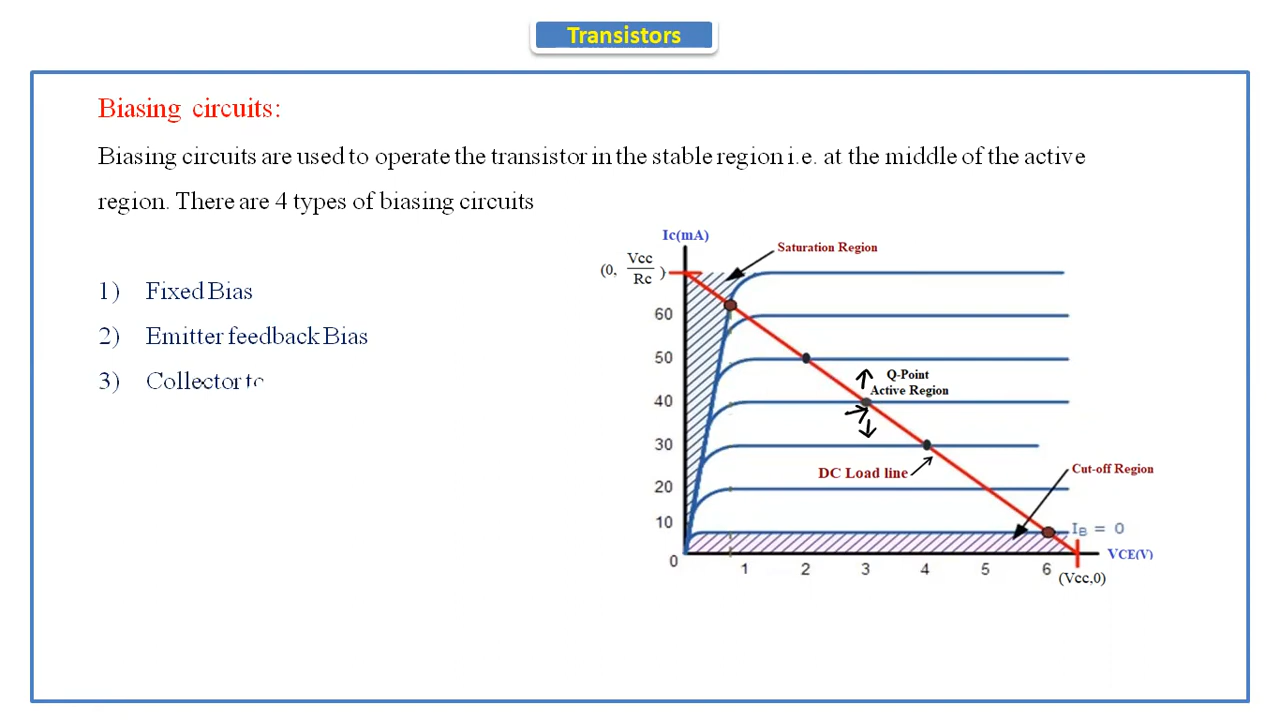 Transistors
Biasing circuits:
Biasing circuits are used to operate the transistor in the stable region i.e. at the middle of the active
region. There are 4 types of biasing circuits
1) Fixed Bias
2) Emitter feedback Bias
3) Collector to
Ic(mA)
Saturation Region
(0, Vcc
Rc )
60
50
Q-Point
Active Region
40
30
DC Load line
Cut-off Region
20
10
IB = 0
VCE(V)
0 1 2 3 4 5 6
(Vcc,0)